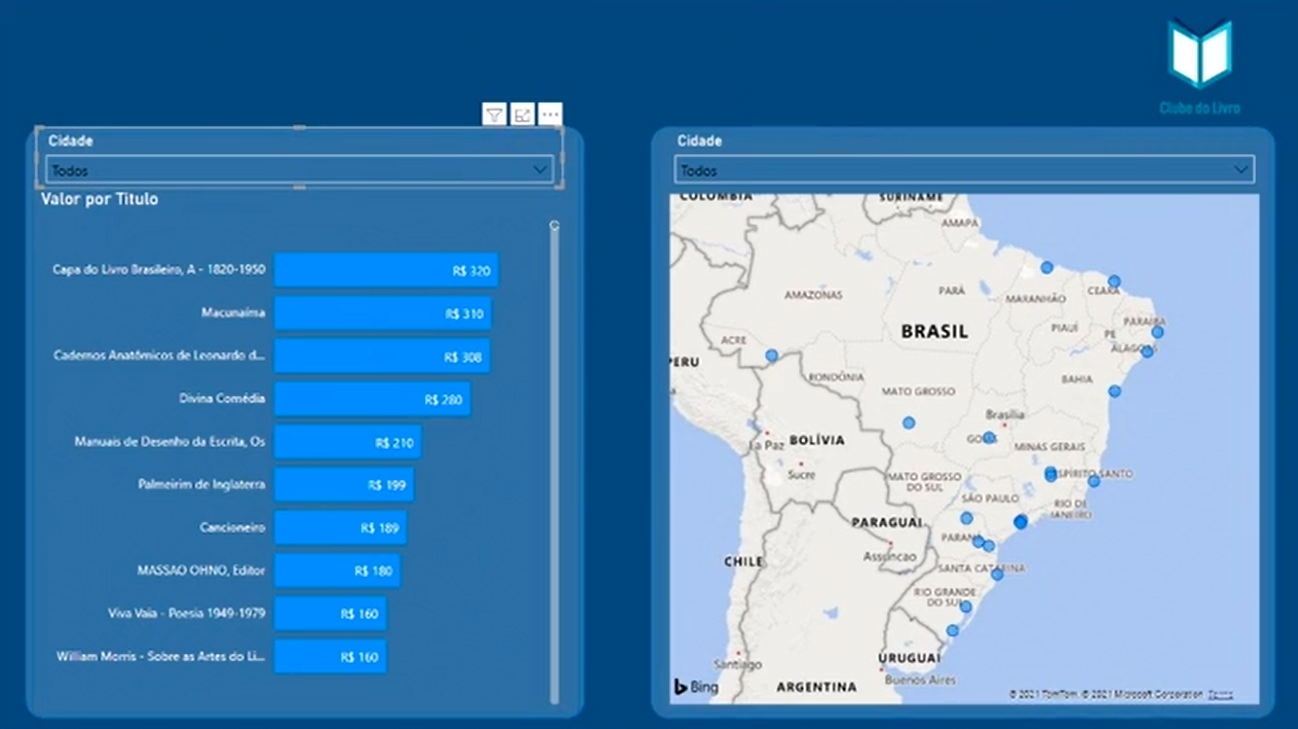 Clube do Livro
Cidade
Todos
Valor por Titulo
Capa do Livro Brasileiro, A - 1820-1950
R$ 320
Macunaíma
R$ 310
Cadernos Anatômicos de Leonardo d...
R$ 308
Divina Comédia
R$ 280
Manuais de Desenho da Escrita, Os
R$ 210
Palmeirim de Inglaterra
R$ 199
Cancioneiro
R$ 189
MASSAO OHNO, Editor
R$ 180
Viva Vaia - Poesia 1949-1979
R$ 160
William Morris - Sobre as Artes do Li...
R$ 160
Cidade
Todos
COLOMBIA
SURINAME
AMAPÁ
AMAZONAS
PARÁ
MARANHÃO
CEARÁ
BRASIL
PIAUÍ
PARAÍBA
PE
ALAGOAS
ACRE
PERU
RONDÔNIA
MATO GROSSO
BAHIA
Brasília
GOIÁS
MINAS GERAIS
La Paz
BOLÍVIA
Sucre
MATO GROSSO
DO SUL
ESPÍRITO SANTO
SÃO PAULO
RIO DE
JANEIRO
PARAGUAI
PARANÁ
Assuncao
CHILE
SANTA CATARINA
RIO GRANDE
DO SUL
Santiago
URUGUAI
Buenos Aires
ARGENTINA
Bing
© 2021 TomTom, © 2021 Microsoft Corporation Terms